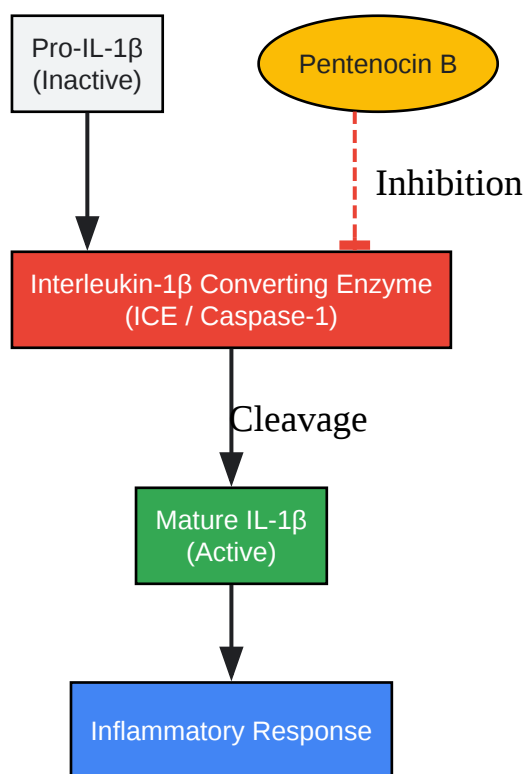 Pro-IL-1β
(Inactive)
Pentenocin B
Inhibition
Interleukin-1β Converting Enzyme
(ICE / Caspase-1)
Cleavage
Mature IL-1β
(Active)
Inflammatory Response